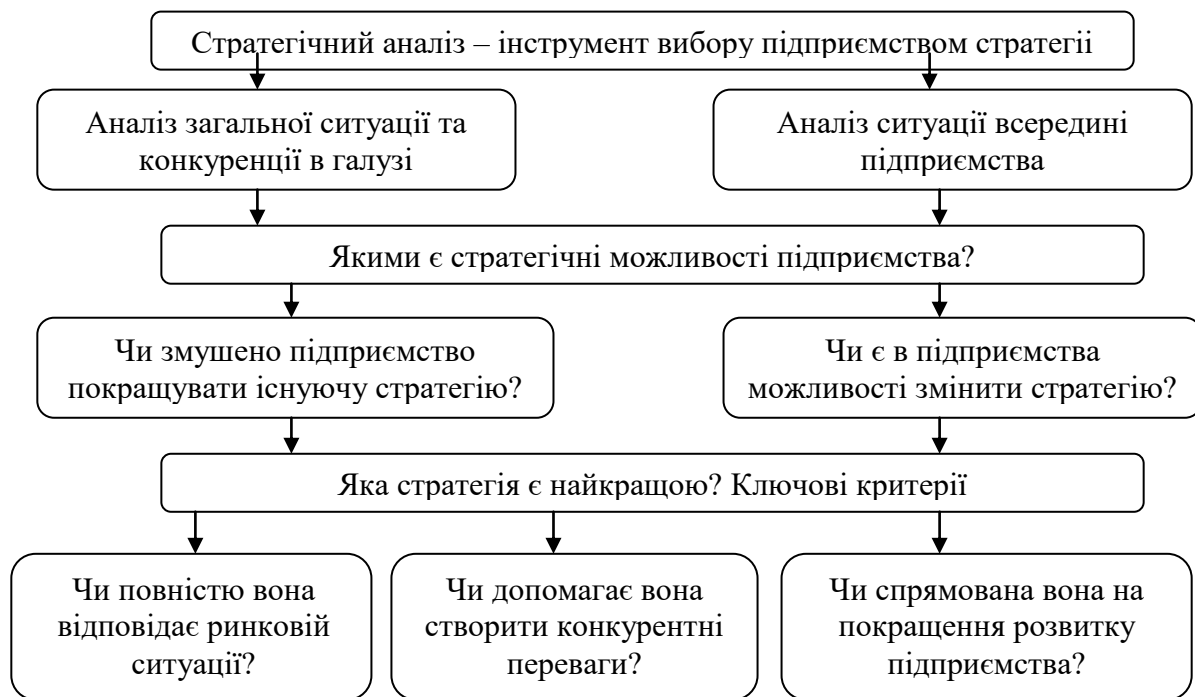 Стратегічний аналіз – інструмент вибору підприємством стратегіі
Аналіз загальної ситуації та
конкуренції в галузі
Аналіз ситуації всередині
підприємства
Якими є стратегічні можливості підприємства?
Чи змушено підприємство
покращувати існуючу стратегію?
Чи є в підприємства
можливості змінити стратегію?
Яка стратегія є найкращою? Ключові критерії
Чи повністю вона
відповідає ринковій
ситуації?
Чи допомагає вона
створити конкурентні
переваги?
Чи спрямована вона на
покращення розвитку
підприємства?